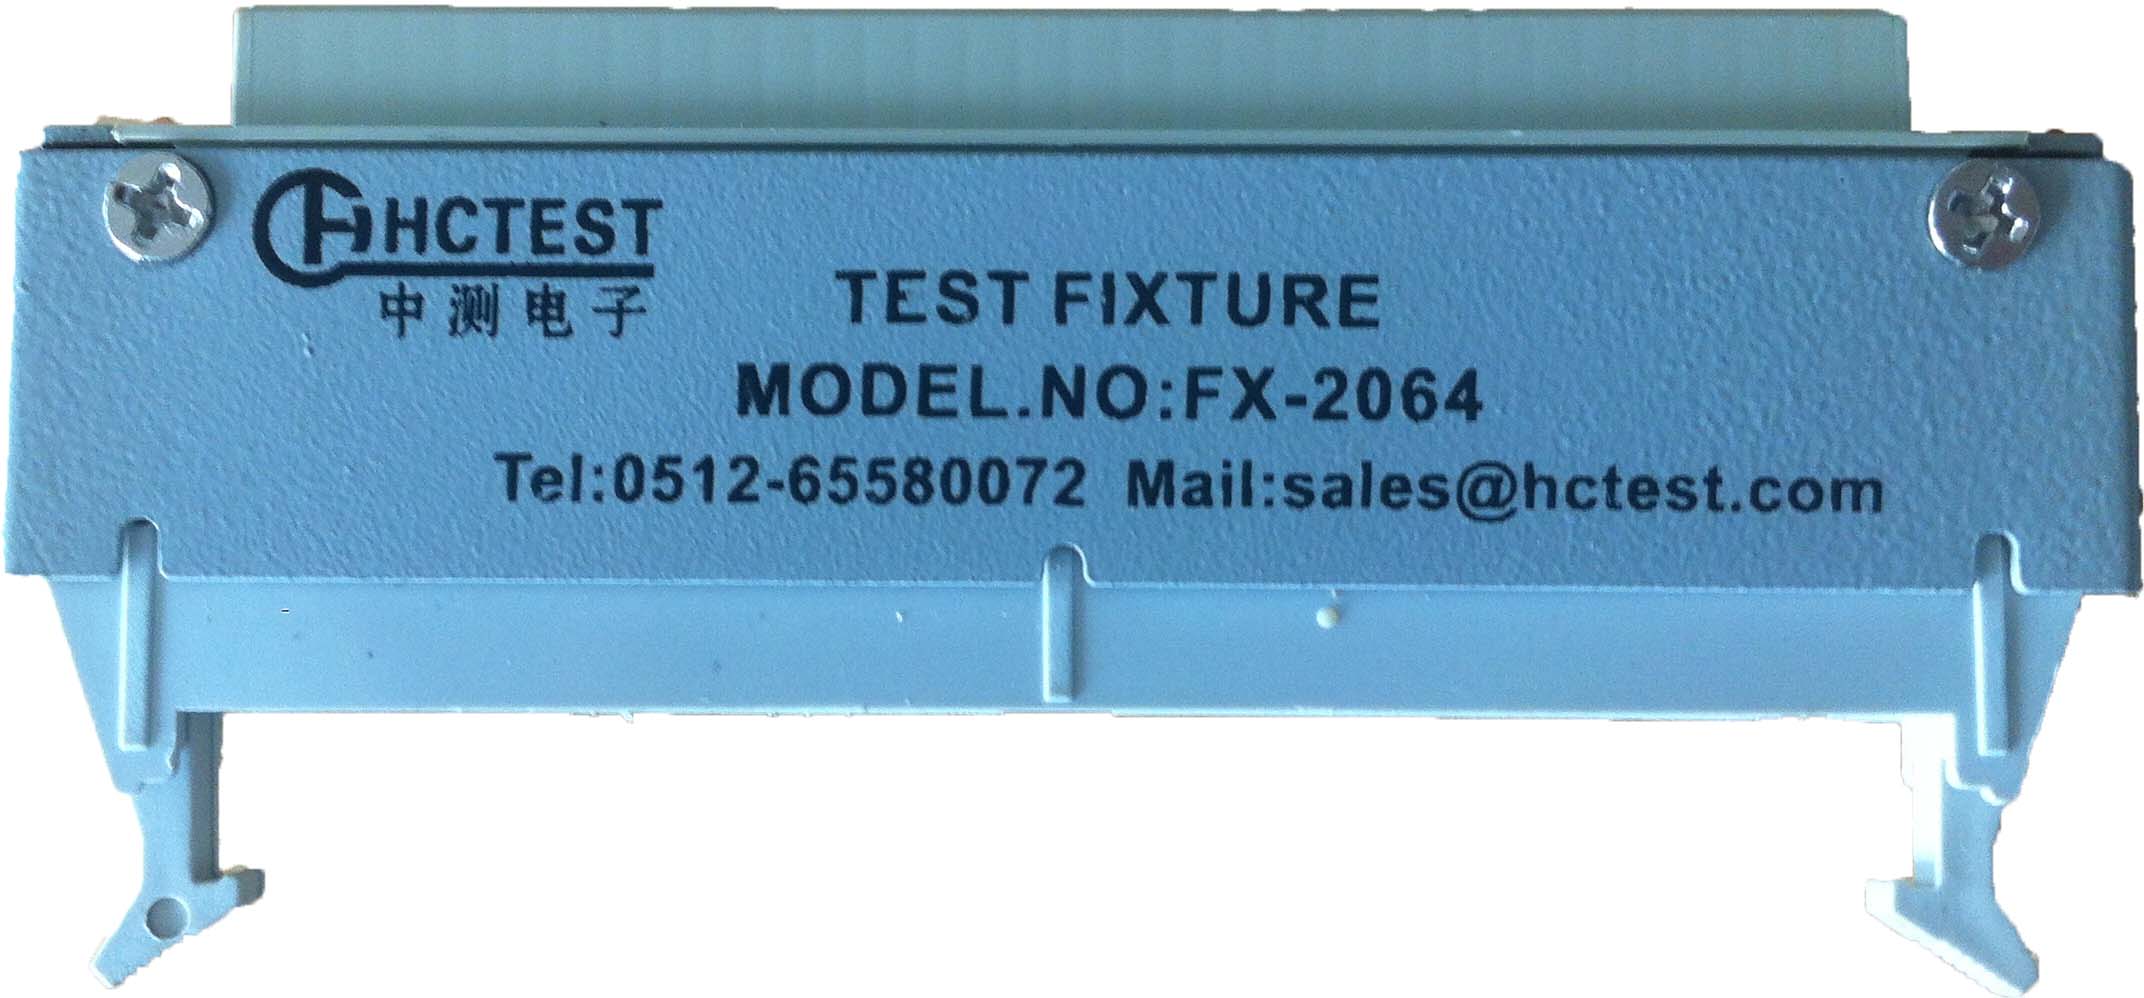 HCTEST
中测电子
TEST FIXTURE
MODEL.NO:FX-2064
Tel:0512-65580072 Mail:sales@hctest.com